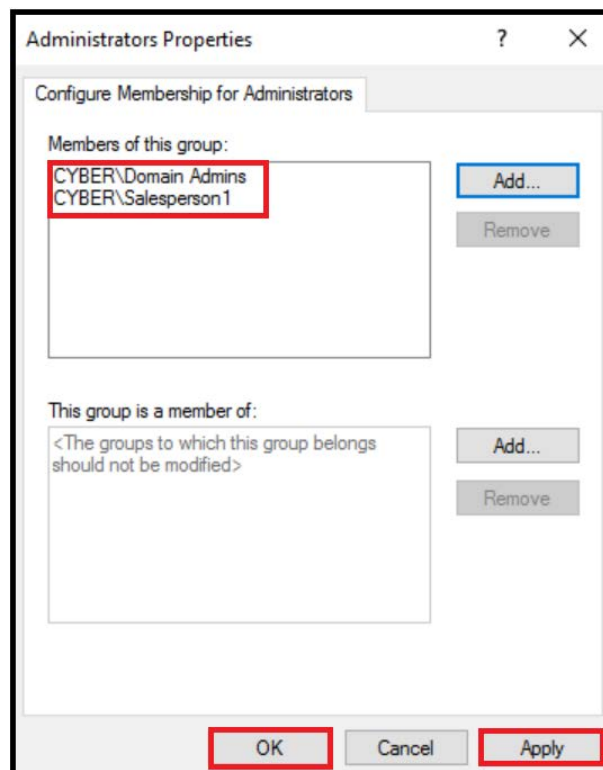 Administrators Properties ? ×
Configure Membership for Administrators
Members of this group:
CYBER\Domain Admins
CYBER\Salesperson1
Add...
Remove
This group is a member of:
<The groups to which this group belongs
should not be modified>
Add...
Remove
OK Cancel Apply